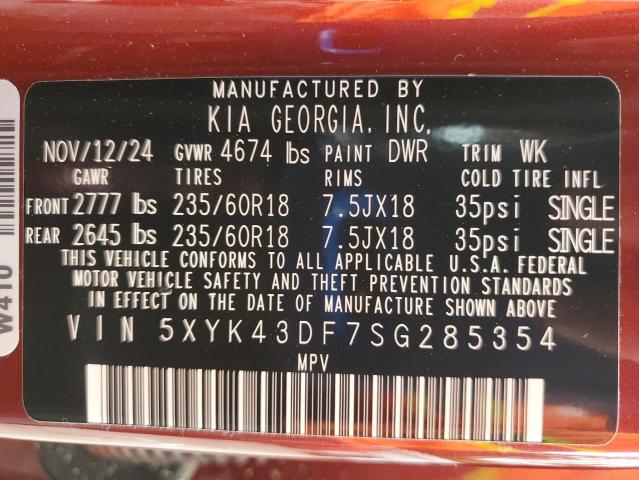 MANUFACTURED BY
KIA GEORGIA, INC.
NOV/12/24 GVWR 4674 lbs PAINT DWR TRIM WK
GAWR TIRES RIMS COLD TIRE INFL
FRONT 2777 lbs 235/60R18 7.5JX18 35psi SINGLE
REAR 2645 lbs 235/60R18 7.5JX18 35psi SINGLE
THIS VEHICLE CONFORMS TO ALL APPLICABLE U.S.A. FEDERAL
MOTOR VEHICLE SAFETY AND THEFT PREVENTION STANDARDS
IN EFFECT ON THE DATE OF MANUFACTURE SHOWN ABOVE
VIN 5XYK43DF7SG285354
MPV
W410